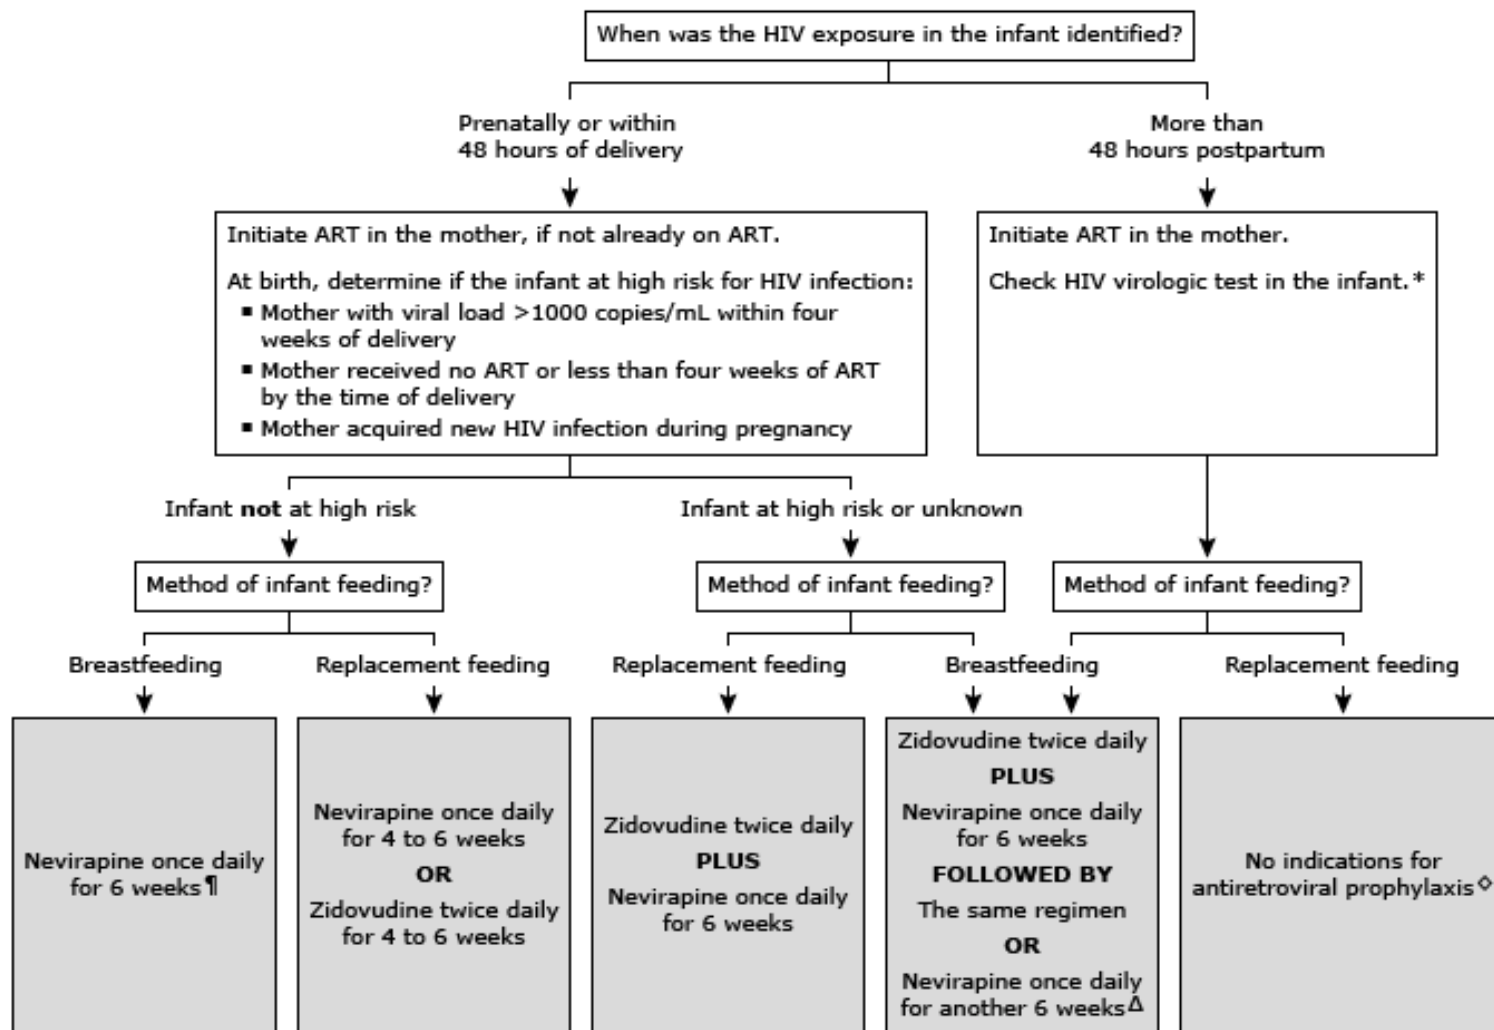 When was the HIV exposure in the infant identified?
Prenatally or within
48 hours of delivery
More than
48 hours postpartum
Initiate ART in the mother, if not already on ART.
At birth, determine if the infant at high risk for HIV infection:
▪ Mother with viral load >1000 copies/mL within four
weeks of delivery
▪ Mother received no ART or less than four weeks of ART
by the time of delivery
▪ Mother acquired new HIV infection during pregnancy
Initiate ART in the mother.
Check HIV virologic test in the infant.*
Infant not at high risk
Infant at high risk or unknown
Method of infant feeding?
Method of infant feeding?
Method of infant feeding?
Breastfeeding
Replacement feeding
Replacement feeding
Breastfeeding
Replacement feeding
Nevirapine once daily
for 6 weeks¶
Nevirapine once daily
for 4 to 6 weeks
OR
Zidovudine twice daily
for 4 to 6 weeks
Zidovudine twice daily
PLUS
Nevirapine once daily
for 6 weeks
Zidovudine twice daily
PLUS
Nevirapine once daily
for 6 weeks
FOLLOWED BY
The same regimen
OR
Nevirapine once daily
for another 6 weeksΔ
No indications for
antiretroviral prophylaxis◇